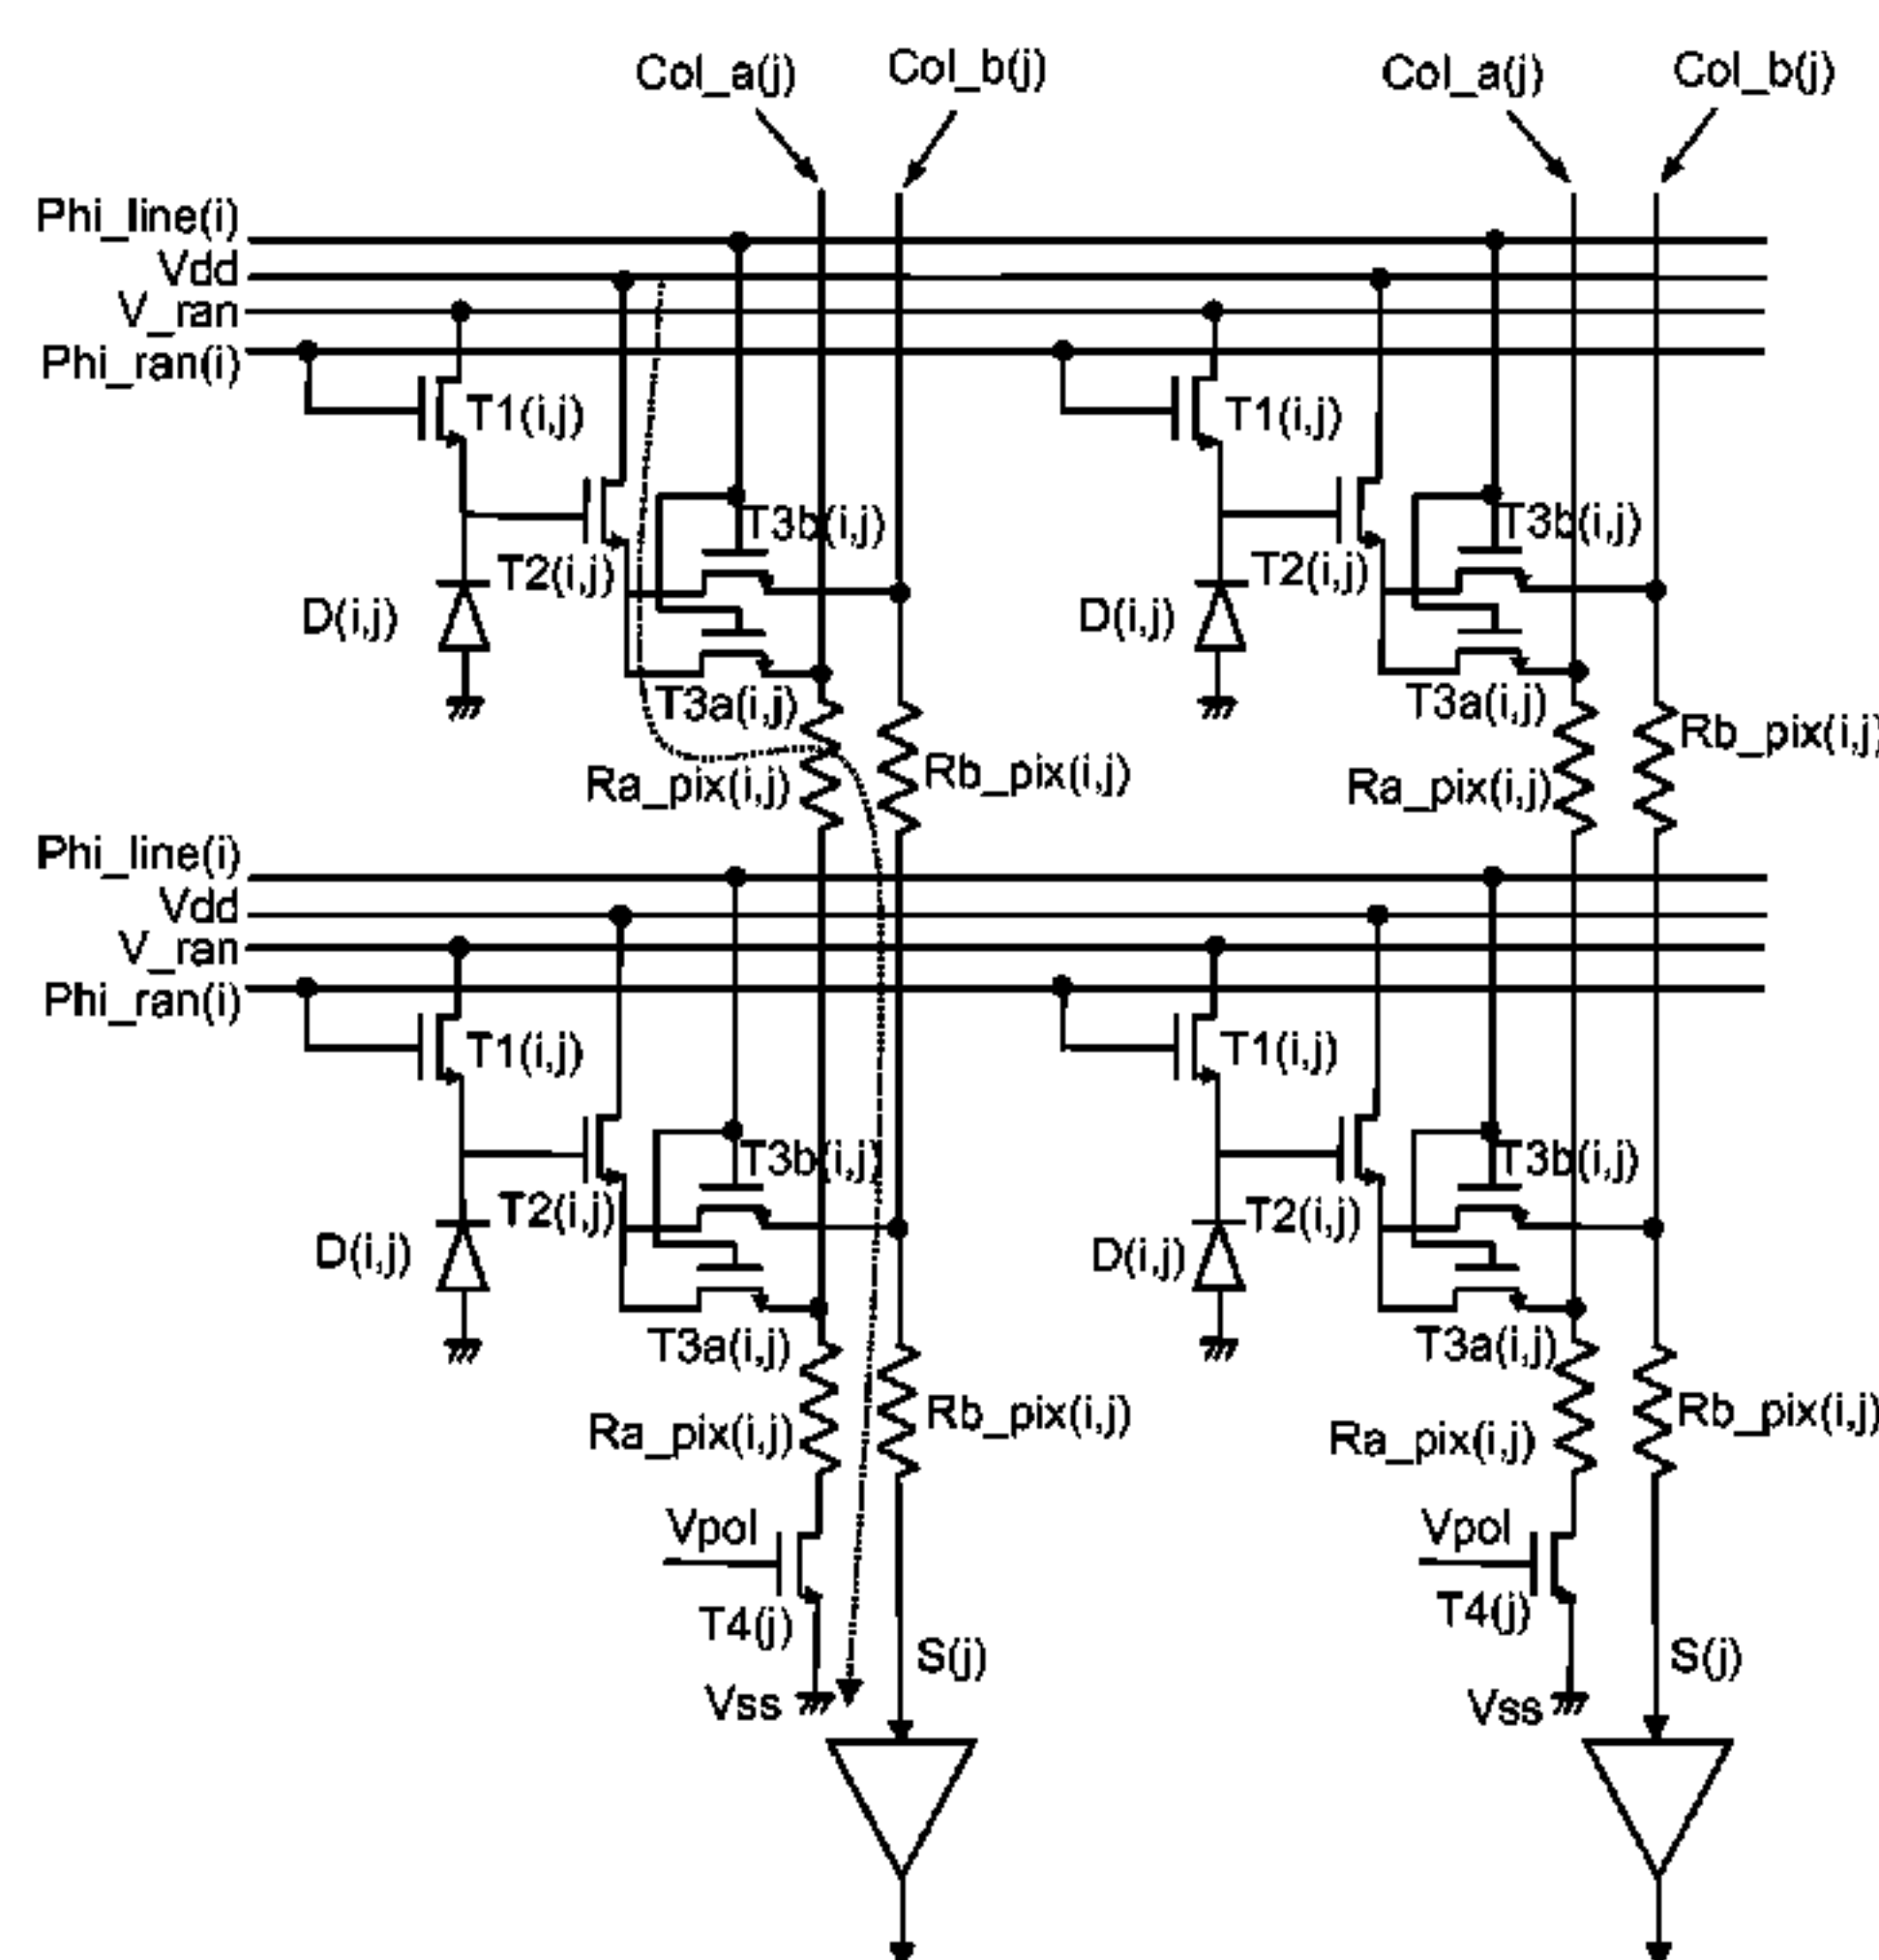 Col_a(j) Col_b(j) Col_a(j) Col_b(j)
Phi_line(i)
Vdd
V_ran
Phi_ran(i)
T1(i,j) T1(i,j)
T3b(i,j) T3b(i,j)
T2(i,j) T2(i,j)
D(i,j) D(i,j)
T3a(i,j) T3a(i,j)
Rb_pix(i,j)
Ra_pix(i,j) Rb_pix(i,j) Ra_pix(i,j)
Phi_line(i)
Vdd
V_ran
Phi_ran(i)
T1(i,j) T1(i,j)
T3b(i,j) T3b(i,j)
T2(i,j) T2(i,j)
D(i,j) D(i,j)
T3a(i,j) T3a(i,j)
Ra_pix(i,j) Rb_pix(i,j) Ra_pix(i,j) Rb_pix(i,j)
Vpol Vpol
T4(j) T4(j)
S(j) S(j)
Vss Vss